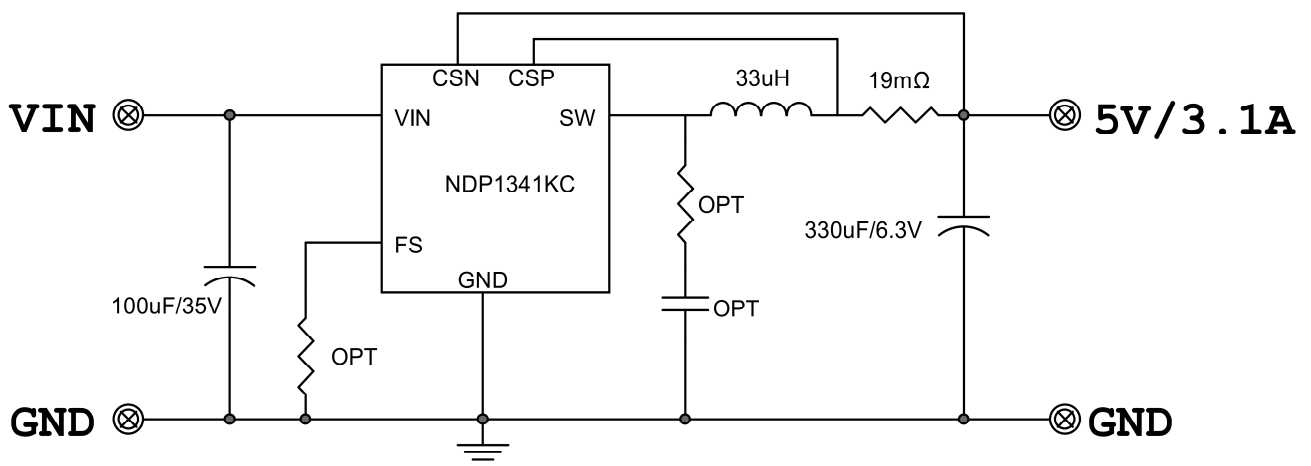 CSN CSP
33uH
19mΩ
VIN
VIN
SW
5V/3.1A
NDP1341KC
OPT
330uF/6.3V
FS
GND
100uF/35V
OPT
OPT
GND
GND